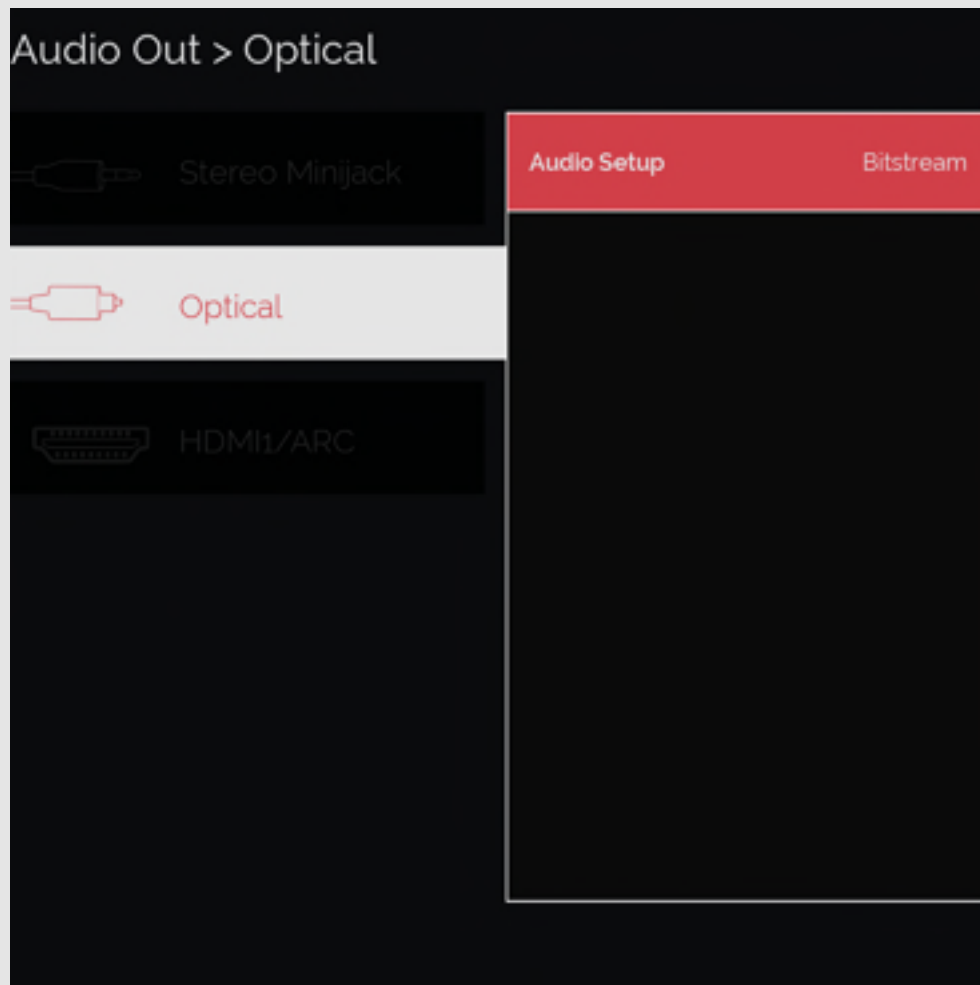 Audio Out > Optical
Stereo Minijack
Audio Setup Bitstream
Optical
HDMI1/ARC